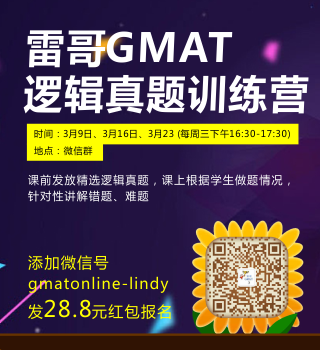 雷哥GMAT
逻辑真题训练营
时间：3月9日、3月16日、3月23 (每周三下午16:30-17:30)
地点：微信群
课前发放精选逻辑真题，课上根据学生做题情况，
针对性讲解错题、难题
添加微信号
gmatonline-lindy
发28.8元红包报名